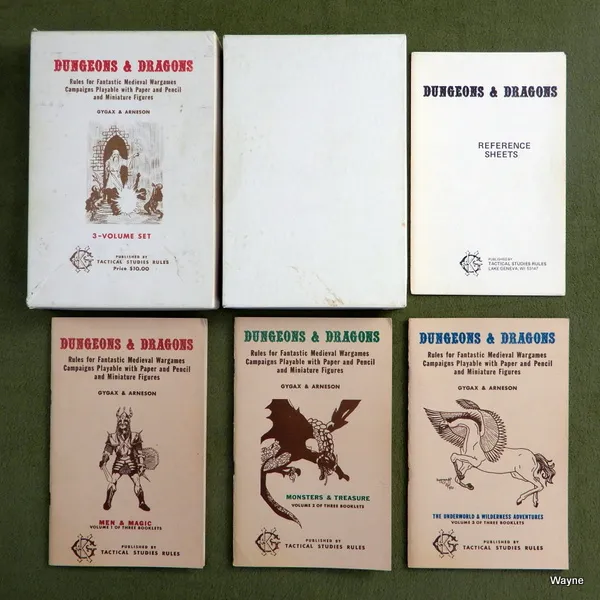 DUNGEONS & DRAGONS
Rules for Fantastic Medieval Wargames
Campaigns Playable with Paper and Pencil
and Miniature Figures
GYGAX & ARNESON
3-VOLUME SET
PUBLISHED BY
TACTICAL STUDIES RULES
Price $10.00
DUNGEONS & DRAGONS
REFERENCE
SHEETS
PUBLISHED BY
TACTICAL STUDIES RULES
LAKE GENEVA, WI 53147
DUNGEONS & DRAGONS
Rules for Fantastic Medieval Wargames
Campaigns Playable with Paper and Pencil
and Miniature Figures
GYGAX & ARNESON
MEN & MAGIC
VOLUME 1 OF THREE BOOKLETS
PUBLISHED BY
TACTICAL STUDIES RULES
DUNGEONS & DRAGONS
Rules for Fantastic Medieval Wargames
Campaigns Playable with Paper and Pencil
and Miniature Figures
GYGAX & ARNESON
MONSTERS & TREASURE
VOLUME 2 OF THREE BOOKLETS
PUBLISHED BY
TACTICAL STUDIES RULES
DUNGEONS & DRAGONS
Rules for Fantastic Medieval Wargames
Campaigns Playable with Paper and Pencil
and Miniature Figures
GYGAX & ARNESON
THE UNDERWORLD & WILDERNESS ADVENTURES
VOLUME 3 OF THREE BOOKLETS
PUBLISHED BY
TACTICAL STUDIES RULES
Wayne